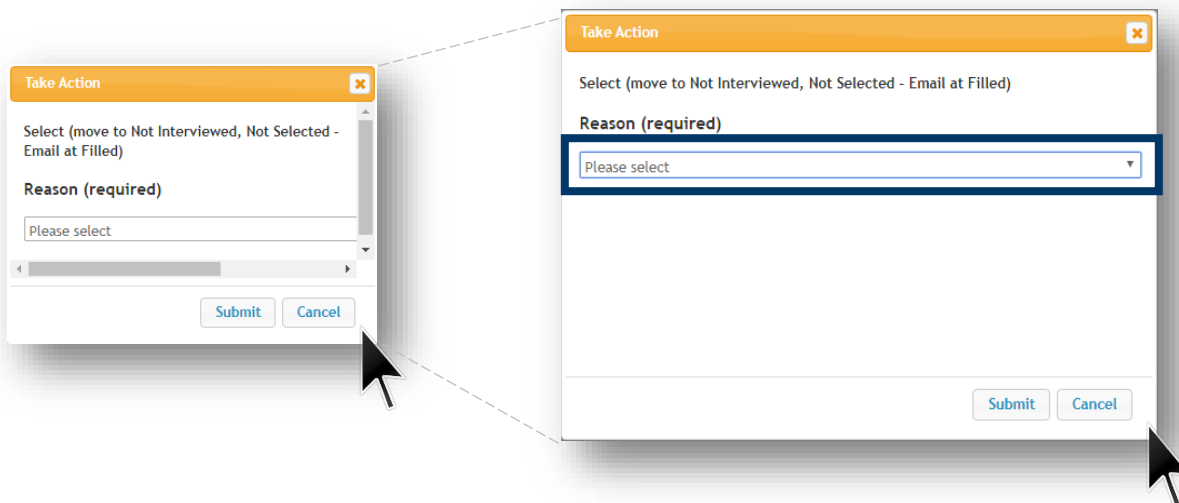 Take Action
Select (move to Not Interviewed, Not Selected -
Email at Filled)
Reason (required)
Please select
Submit
Cancel
Take Action
Select (move to Not Interviewed, Not Selected - Email at Filled)
Reason (required)
Please select
Submit
Cancel